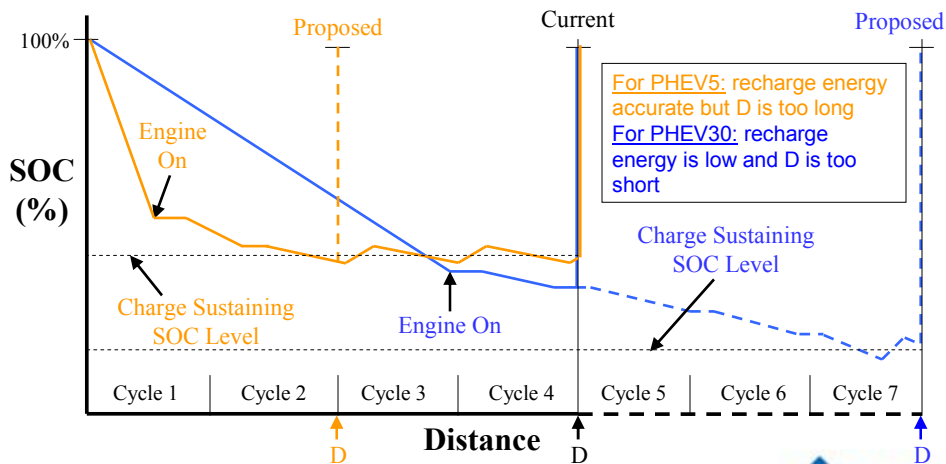 Proposed
Current
Proposed
100%
For PHEV5: recharge energy
accurate but D is too long
For PHEV30: recharge
energy is low and D is too
short
Engine
On
SOC
(%)
Charge Sustaining
SOC Level
Charge Sustaining
SOC Level
Engine On
Cycle 1
Cycle 2
Cycle 3
Cycle 4
Cycle 5
Cycle 6
Cycle 7
Distance
D
D
D